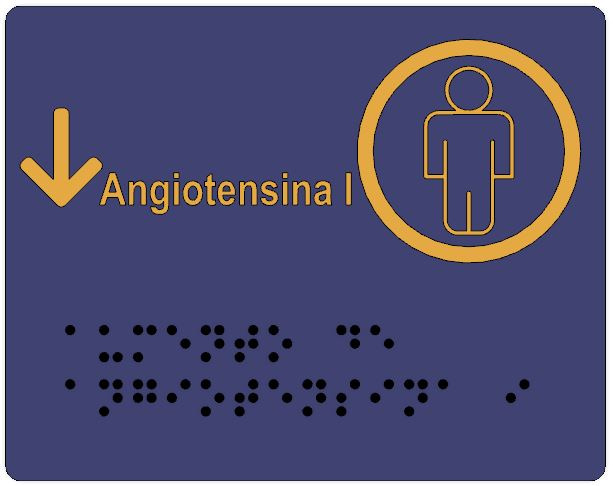 Angiotensina I
⠁⠥⠍⠑⠝⠞⠕ ⠙⠑
⠁⠝⠛⠊⠕⠞⠑⠝⠎⠊⠝⠁ ⠊